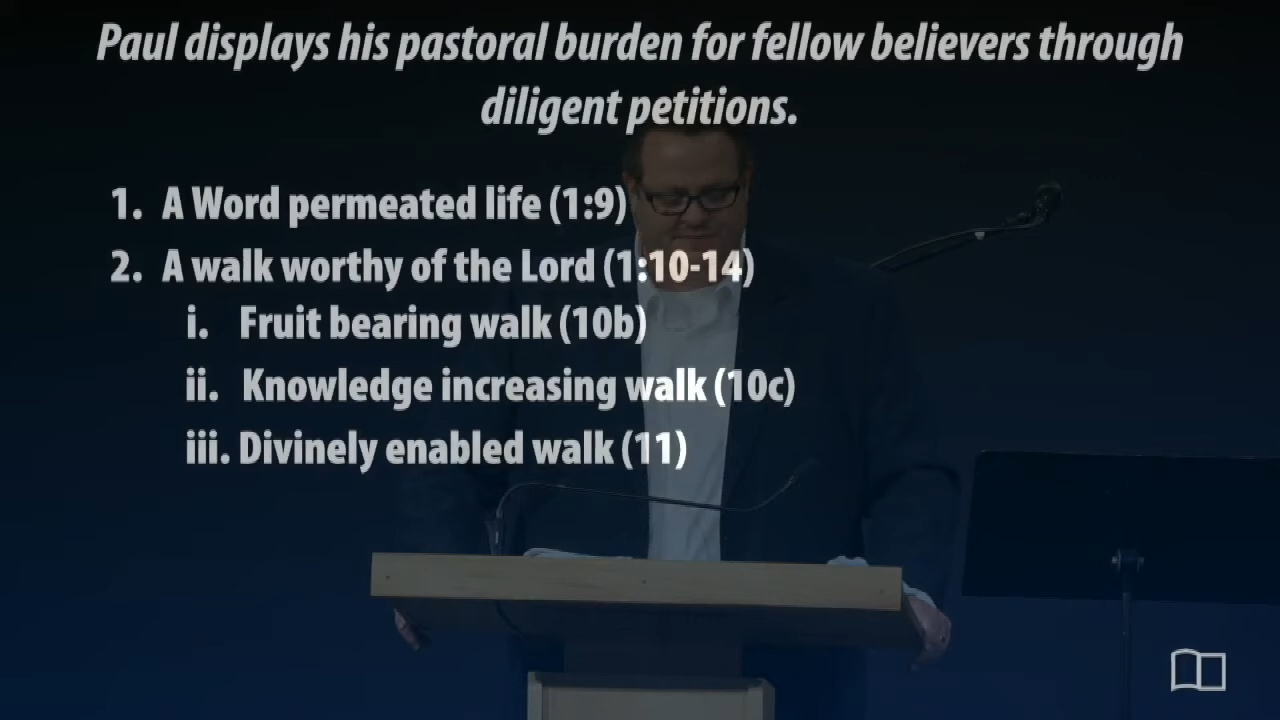 Paul displays his pastoral burden for fellow believers through
diligent petitions.
1. A Word permeated life (1:9)
2. A walk worthy of the Lord (1:10-14)
i. Fruit bearing walk (10b)
ii. Knowledge increasing walk (10c)
iii. Divinely enabled walk (11)